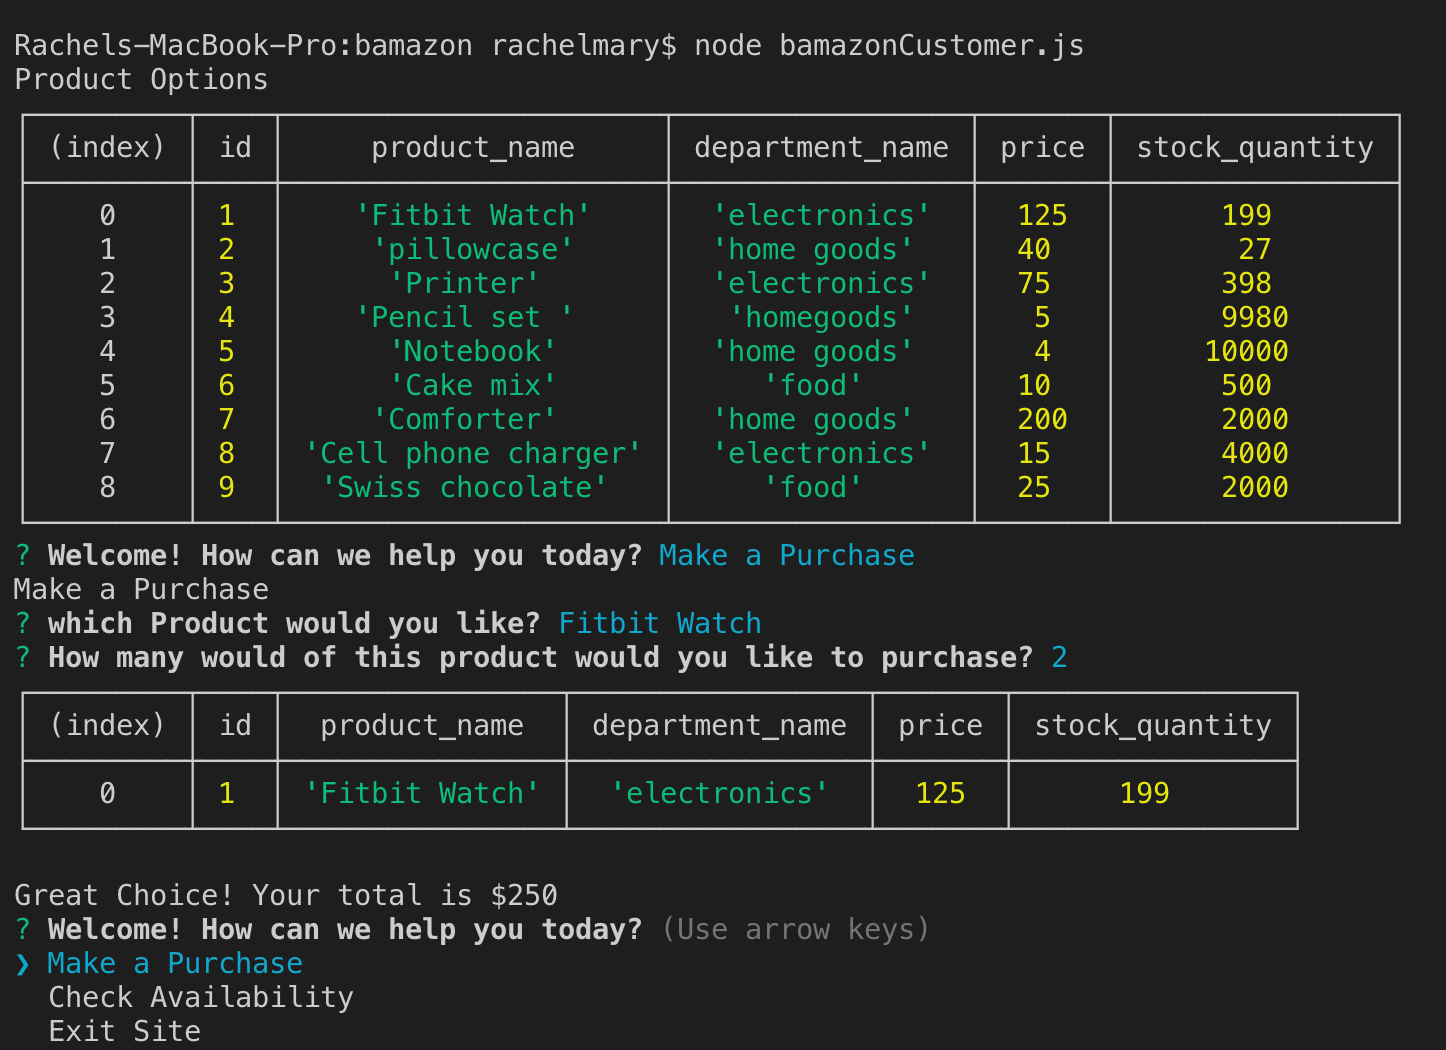 Rachels-MacBook-Pro:bamazon rachelmary$ node bamazonCustomer.js
Product Options
(index) id product_name department_name price stock_quantity
0 1 'Fitbit Watch' 'electronics' 125 199
1 2 'pillowcase' 'home goods' 40 27
2 3 'Printer' 'electronics' 75 398
3 4 'Pencil set ' 'homegoods' 5 9980
4 5 'Notebook' 'home goods' 4 10000
5 6 'Cake mix' 'food' 10 500
6 7 'Comforter' 'home goods' 200 2000
7 8 'Cell phone charger' 'electronics' 15 4000
8 9 'Swiss chocolate' 'food' 25 2000
? Welcome! How can we help you today? Make a Purchase
Make a Purchase
? which Product would you like? Fitbit Watch
? How many would of this product would you like to purchase? 2
(index) id product_name department_name price stock_quantity
0 1 'Fitbit Watch' 'electronics' 125 199
Great Choice! Your total is $250
? Welcome! How can we help you today? (Use arrow keys)
❯ Make a Purchase
Check Availability
Exit Site